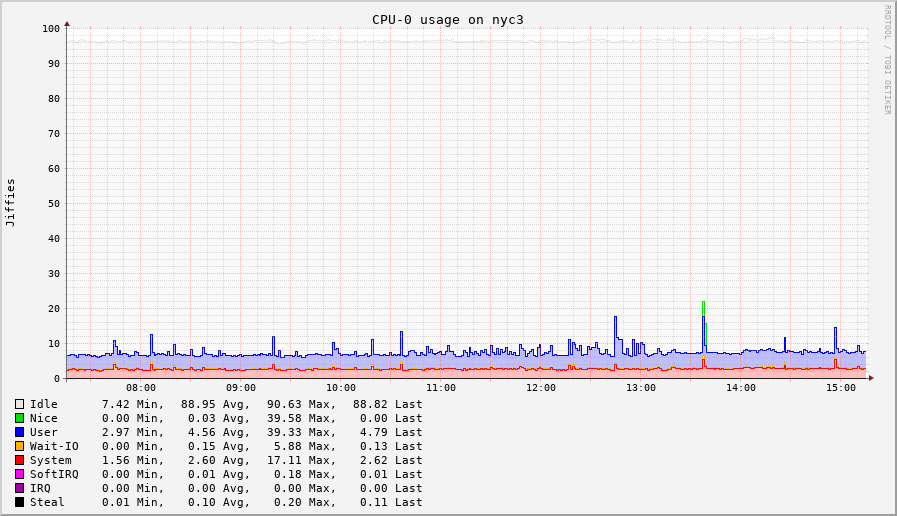 CPU-0 usage on nyc3
RRDTOOL / TOBI OETIKER
Jiffies
100
90
80
70
60
50
40
30
20
10
0
08:00 09:00 10:00 11:00 12:00 13:00 14:00 15:00
Idle 7.42 Min, 88.95 Avg, 90.63 Max, 88.82 Last
Nice 0.00 Min, 0.03 Avg, 39.58 Max, 0.00 Last
User 2.97 Min, 4.56 Avg, 39.33 Max, 4.79 Last
Wait-IO 0.00 Min, 0.15 Avg, 5.88 Max, 0.13 Last
System 1.56 Min, 2.60 Avg, 17.11 Max, 2.62 Last
SoftIRQ 0.00 Min, 0.01 Avg, 0.18 Max, 0.01 Last
IRQ 0.00 Min, 0.00 Avg, 0.00 Max, 0.00 Last
Steal 0.01 Min, 0.10 Avg, 0.20 Max, 0.11 Last